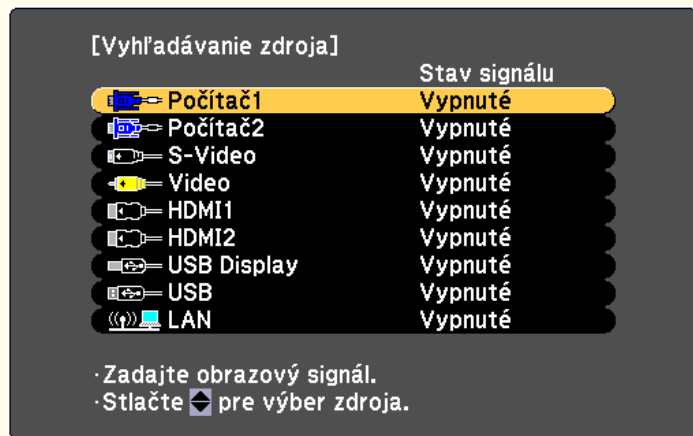 [Vyhľadávanie zdroja]
Stav signálu
Počítač1 Vypnuté
Počítač2 Vypnuté
S-Video Vypnuté
Video Vypnuté
HDMI1 Vypnuté
HDMI2 Vypnuté
USB Display Vypnuté
USB Vypnuté
LAN Vypnuté
·Zadajte obrazový signál.
·Stlačte pre výber zdroja.